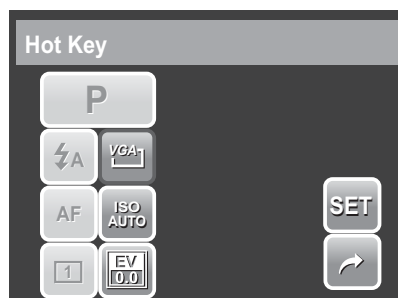 Hot Key
P
A VGA
AF ISO AUTO
SET
1 EV 0.0